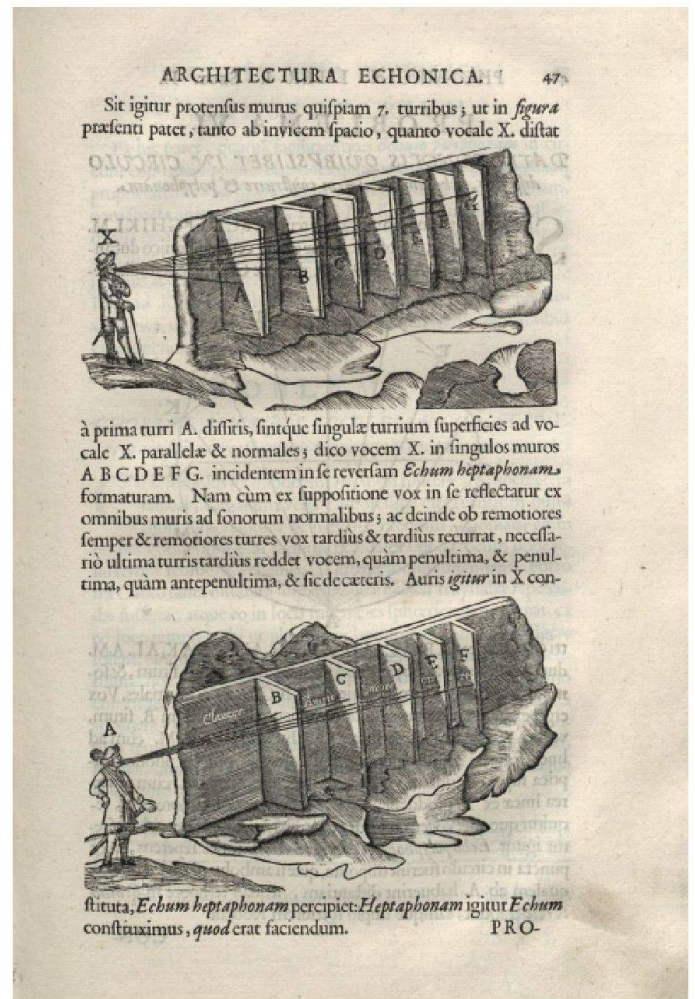 ARCHITECTURA ECHONICA. 47
Sit igitur protensus murus quispiam 7. turribus; ut in figura
præsenti patet, tanto ab invicem spacio, quanto vocale X. distat
X
A B C D E F G
à prima turri A. dissitis, sintq́ue singulæ turrium superficies ad vo-
cale X. parallelæ & normales; dico vocem X. in singulos muros
A B C D E F G. incidentem in se reversam Echum heptaphonam
formaturam. Nam cùm ex suppositione vox in se reflectatur ex
omnibus muris ad sonorum normalibus; ac deinde ob remotiores
semper & remotiores turres vox tardiùs & tardiùs recurrat, necessa-
riò ultima turris tardiùs reddet vocem, quàm penultima, & penul-
tima, quàm antepenultima, & sic de cæteris. Auris igitur in X con-
A
B C D E F
Clamore
stituta, Echum heptaphonam percipiet: Heptaphonam igitur Echum
constituximus, quod erat faciendum. PRO-